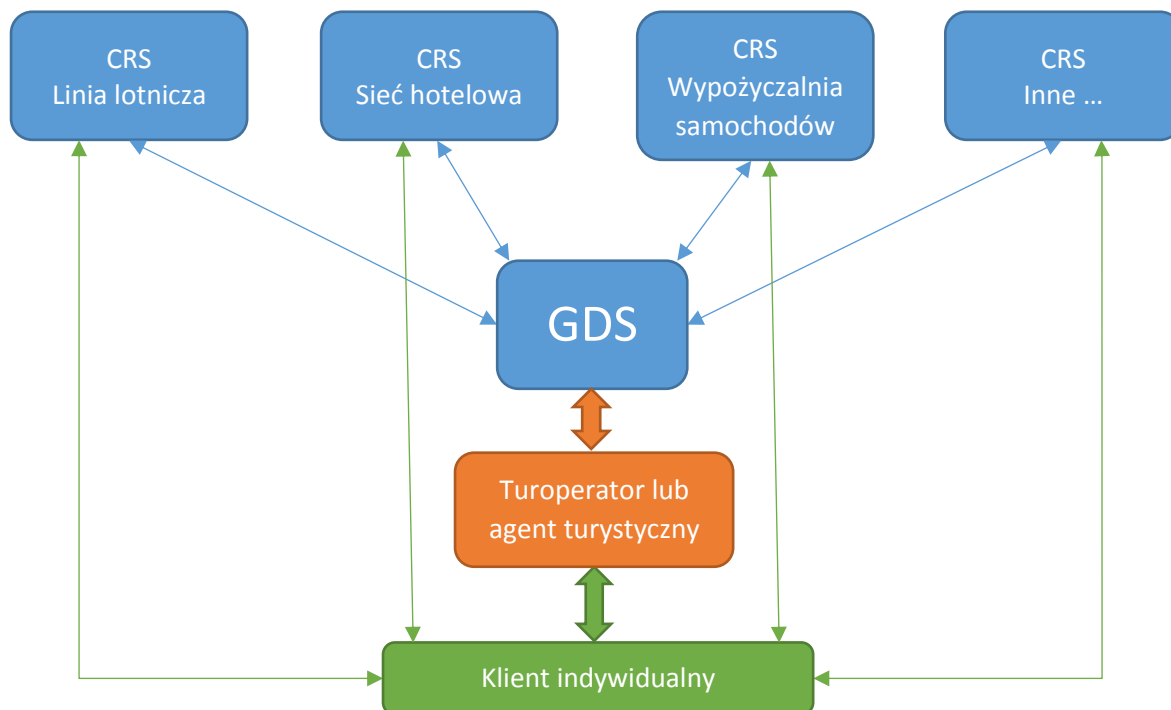 CRS
Linia lotnicza
CRS
Sieć hotelowa
CRS
Wypożyczalnia
samochodów
CRS
Inne ...
GDS
Turoperator lub
agent turystyczny
Klient indywidualny